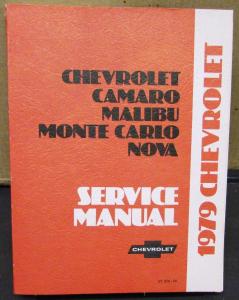 CHEVROLET
CAMARO
MALIBU
MONTE CARLO
NOVA
SERVICE
MANUAL
CHEVROLET
1979 CHEVROLET